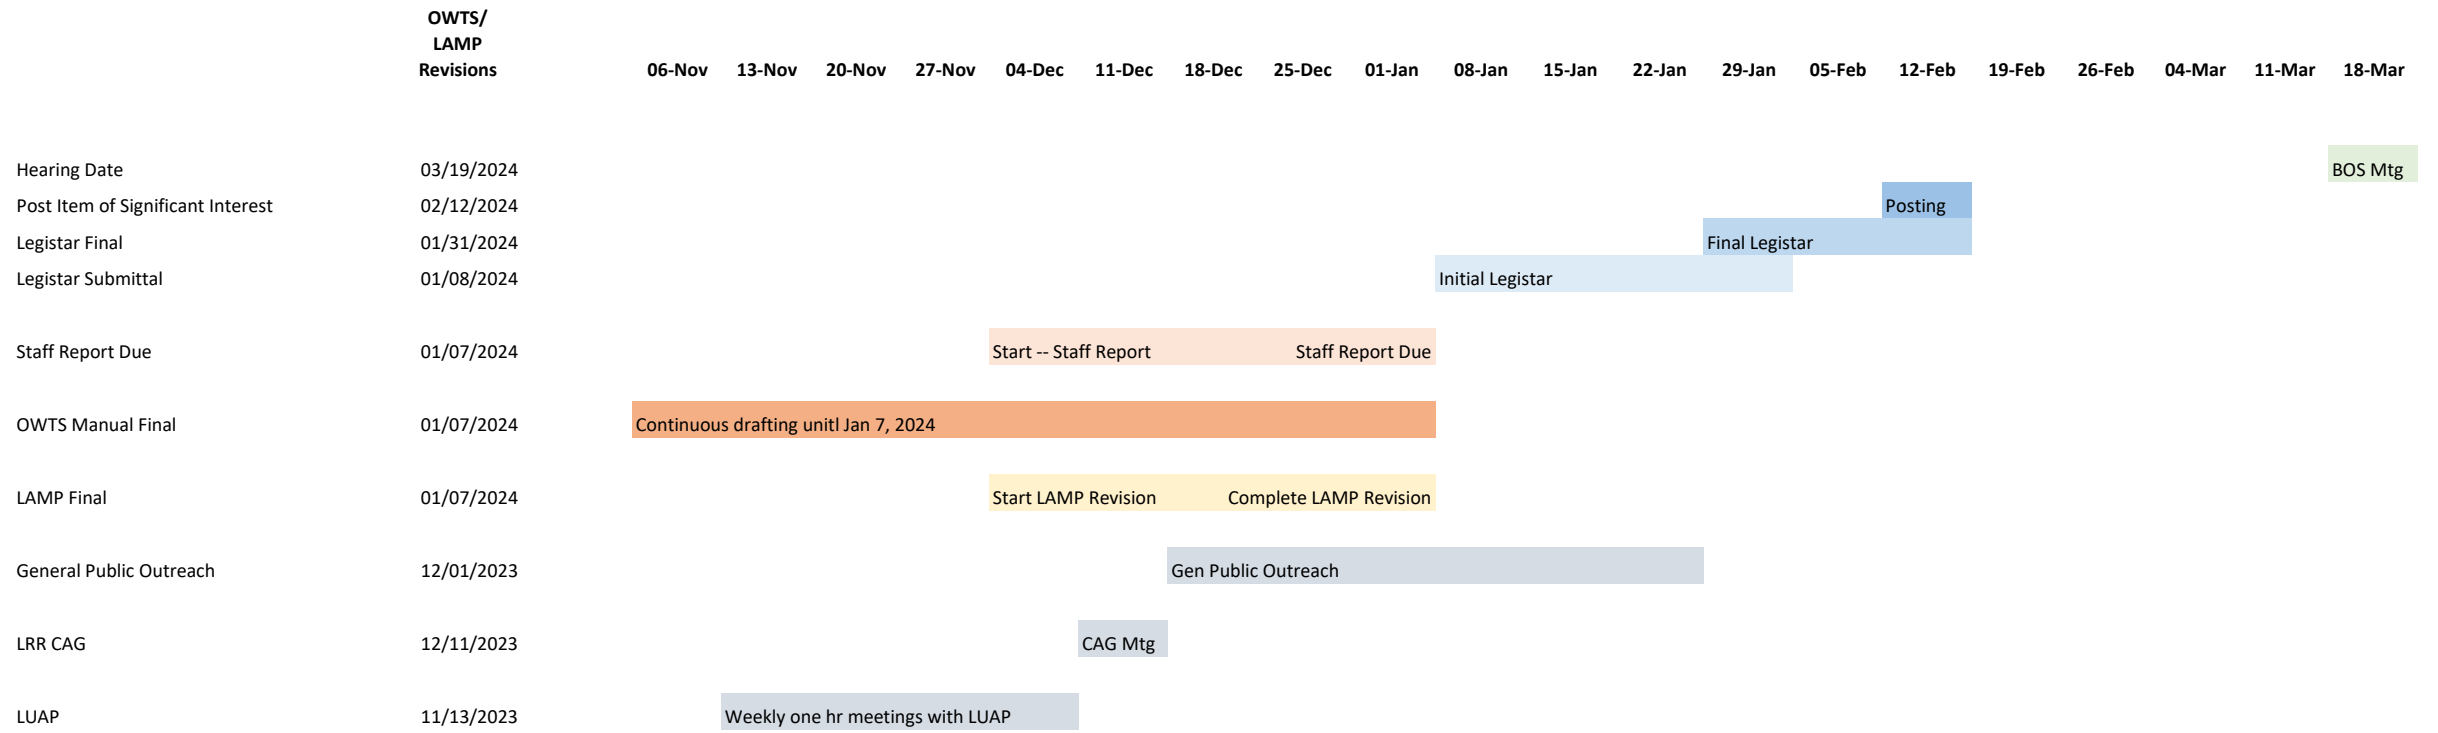 OWTS/
LAMP
Revisions 06-Nov 13-Nov 20-Nov 27-Nov 04-Dec 11-Dec 18-Dec 25-Dec 01-Jan 08-Jan 15-Jan 22-Jan 29-Jan 05-Feb 12-Feb 19-Feb 26-Feb 04-Mar 11-Mar 18-Mar
Hearing Date 03/19/2024 BOS Mtg
Post Item of Significant Interest 02/12/2024 Posting
Legistar Final 01/31/2024 Final Legistar
Legistar Submittal 01/08/2024 Initial Legistar
Staff Report Due 01/07/2024 Start -- Staff Report Staff Report Due
OWTS Manual Final 01/07/2024 Continuous drafting unitl Jan 7, 2024
LAMP Final 01/07/2024 Start LAMP Revision Complete LAMP Revision
General Public Outreach 12/01/2023 Gen Public Outreach
LRR CAG 12/11/2023 CAG Mtg
LUAP 11/13/2023 Weekly one hr meetings with LUAP